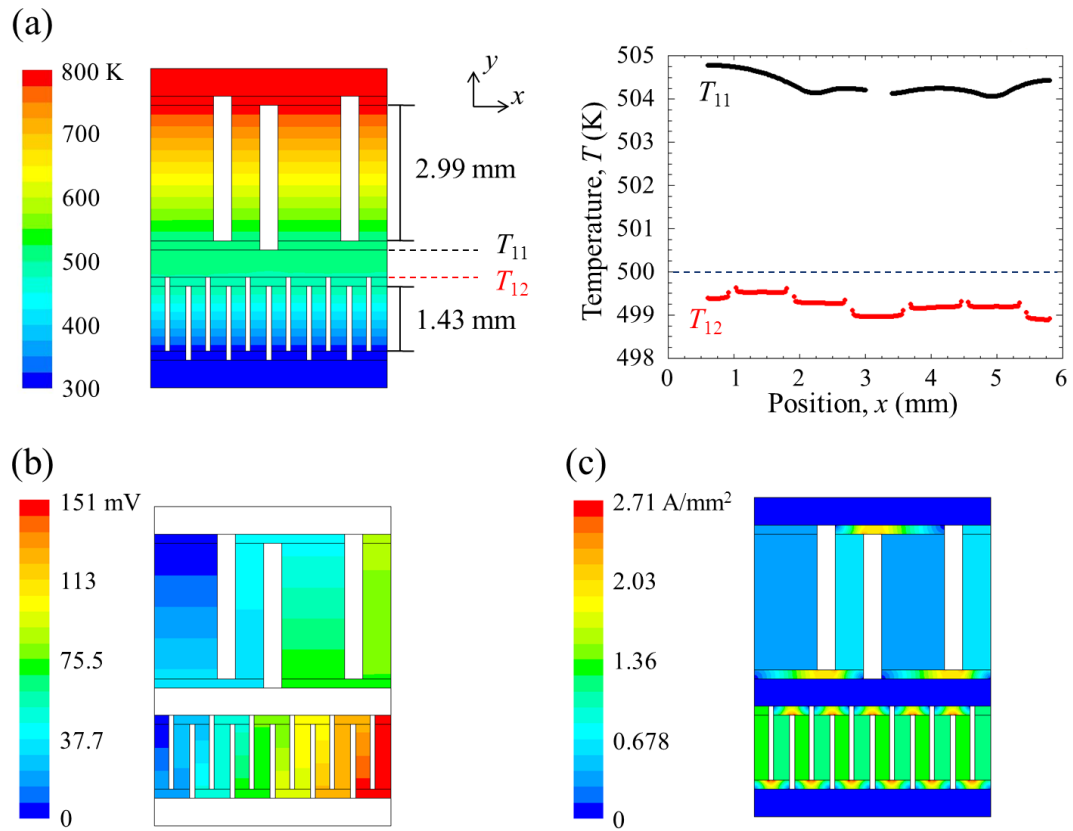 (a)
800 K
700
600
500
400
300
y
x
2.99 mm
T11
T12
1.43 mm
505
504
503
502
501
500
499
498
Temperature, T (K)
T11
T12
0 1 2 3 4 5 6
Position, x (mm)
(b)
151 mV
113
75.5
37.7
0
(c)
2.71 A/mm²
2.03
1.36
0.678
0